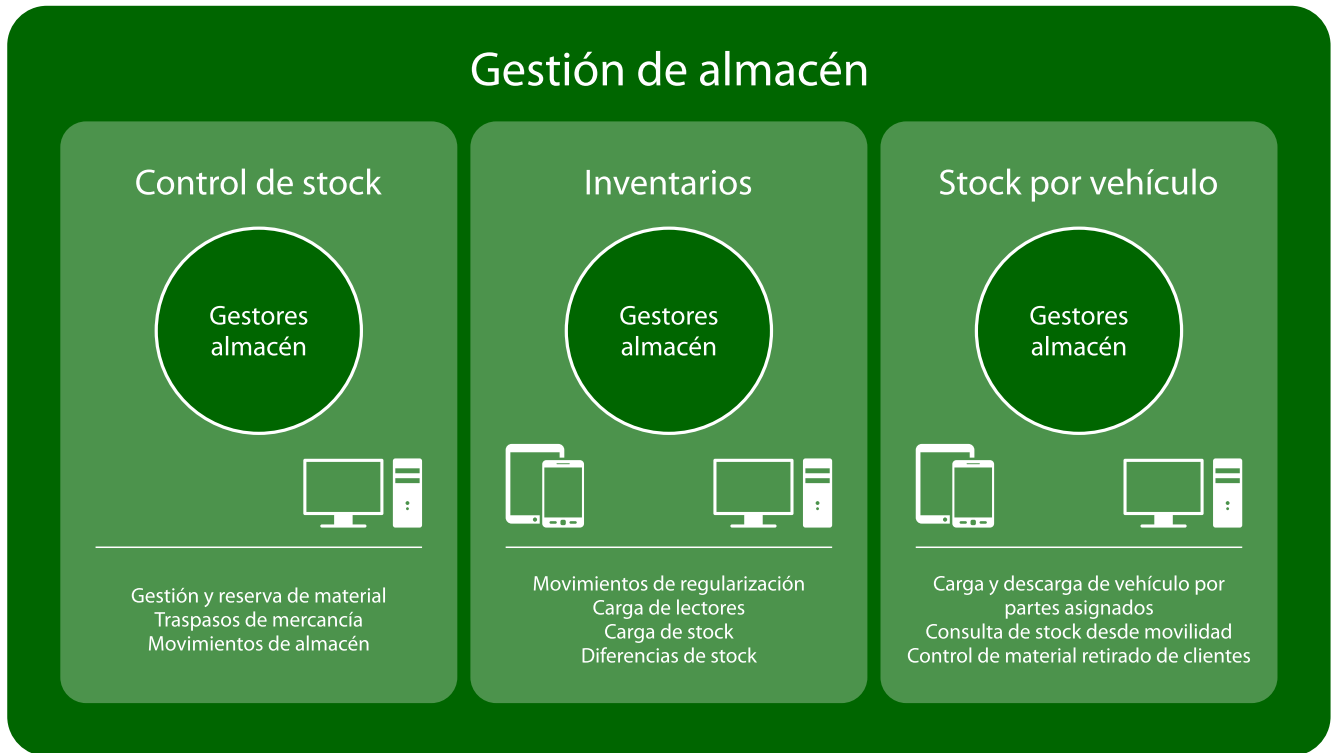 Gestión de almacén
Control de stock
Gestores
almacén
Gestión y reserva de material
Traspasos de mercancía
Movimientos de almacén
Inventarios
Gestores
almacén
Movimientos de regularización
Carga de lectores
Carga de stock
Diferencias de stock
Stock por vehículo
Gestores
almacén
Carga y descarga de vehículo por
partes asignados
Consulta de stock desde movilidad
Control de material retirado de clientes